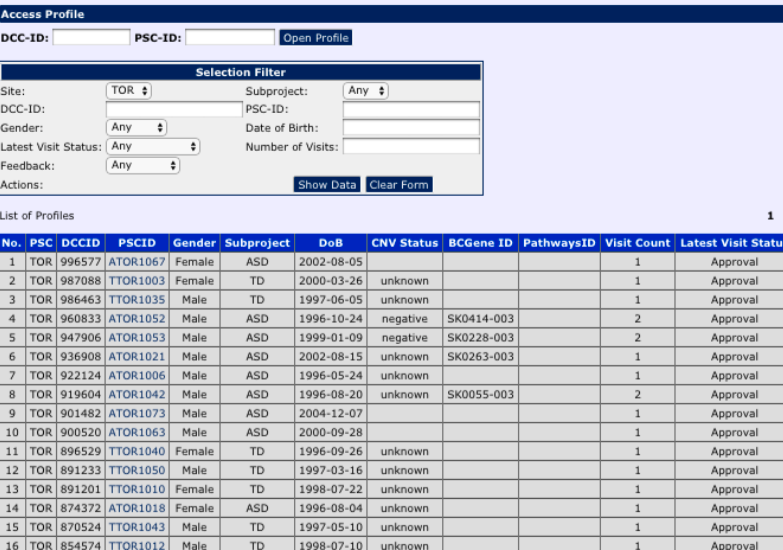 Access Profile
DCC-ID: PSC-ID: Open Profile
Selection Filter
Site: TOR Subproject: Any
DCC-ID: PSC-ID:
Gender: Any Date of Birth:
Latest Visit Status: Any Number of Visits:
Feedback: Any
Actions: Show Data Clear Form
List of Profiles 1
No. PSC DCCID PSCID Gender Subproject DoB CNV Status BCGene ID PathwaysID Visit Count Latest Visit Statu
1 TOR 996577 ATOR1067 Female ASD 2002-08-05 1 Approval
2 TOR 987088 TTOR1003 Female TD 2000-03-26 unknown 1 Approval
3 TOR 986463 TTOR1035 Male TD 1997-06-05 unknown 1 Approval
4 TOR 960833 ATOR1052 Male ASD 1996-10-24 negative SK0414-003 2 Approval
5 TOR 947906 ATOR1053 Male ASD 1999-01-09 negative SK0228-003 2 Approval
6 TOR 936908 ATOR1021 Male ASD 2002-08-15 unknown SK0263-003 1 Approval
7 TOR 922124 ATOR1006 Male ASD 1996-05-24 unknown 1 Approval
8 TOR 919604 ATOR1042 Male ASD 1996-08-20 unknown SK0055-003 2 Approval
9 TOR 901482 ATOR1073 Male ASD 2004-12-07 1 Approval
10 TOR 900520 ATOR1063 Male ASD 2000-09-28 1 Approval
11 TOR 896529 TTOR1040 Female TD 1996-09-26 unknown 1 Approval
12 TOR 891233 TTOR1050 Male TD 1997-03-16 unknown 1 Approval
13 TOR 891201 TTOR1010 Female TD 1998-07-22 unknown 1 Approval
14 TOR 874372 ATOR1018 Female ASD 1996-08-04 unknown 1 Approval
15 TOR 870524 TTOR1043 Male TD 1997-05-10 unknown 1 Approval
16 TOR 854574 TTOR1012 Male TD 1998-07-10 unknown 1 Approval